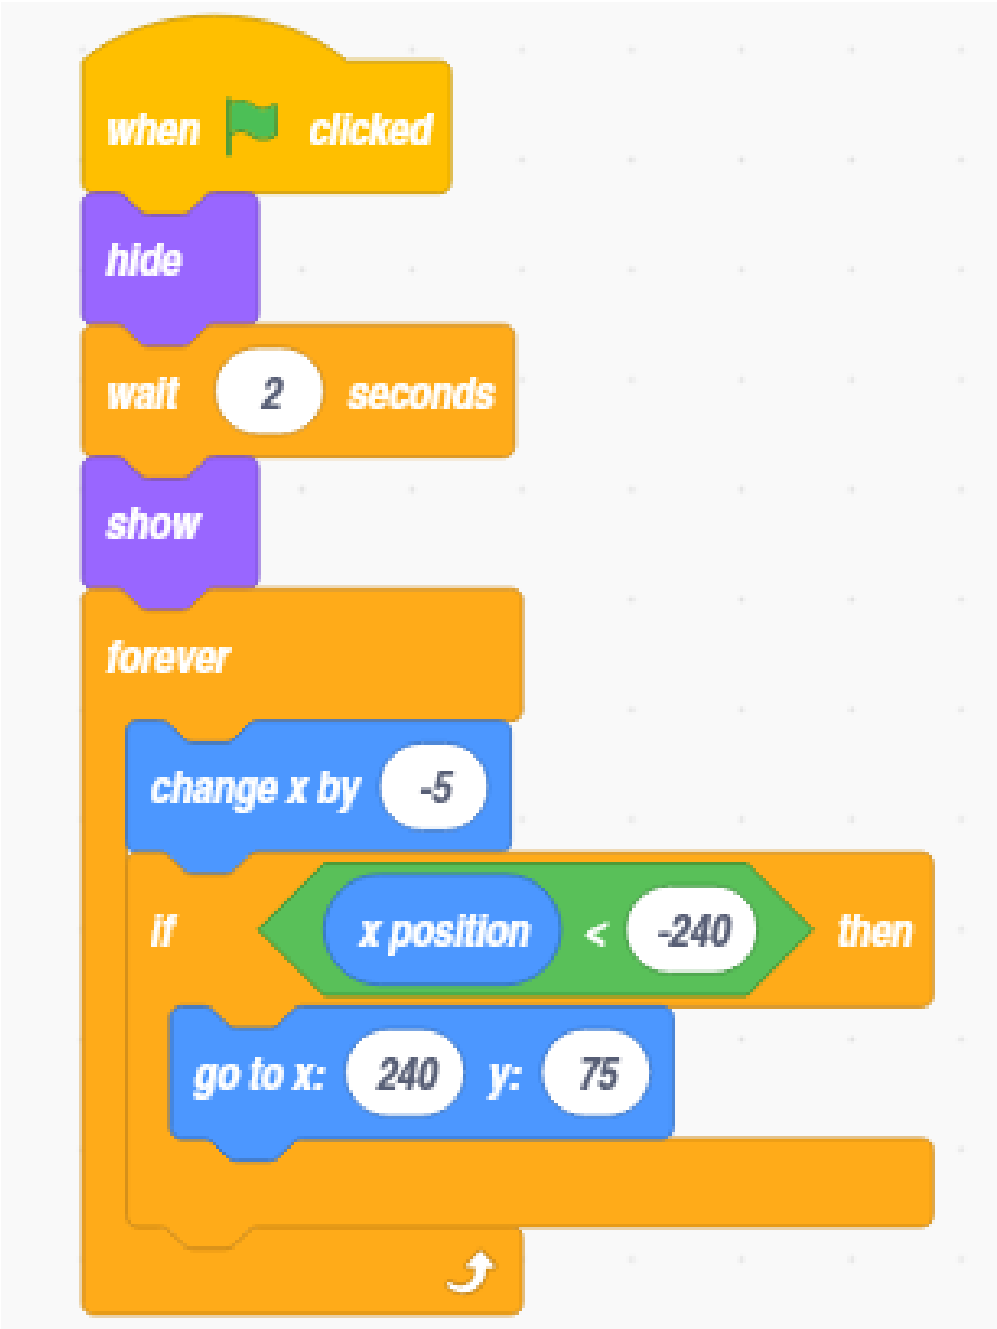 when clicked
hide
wait 2 seconds
show
forever
change x by -5
if x position < -240 then
go to x: 240 y: 75